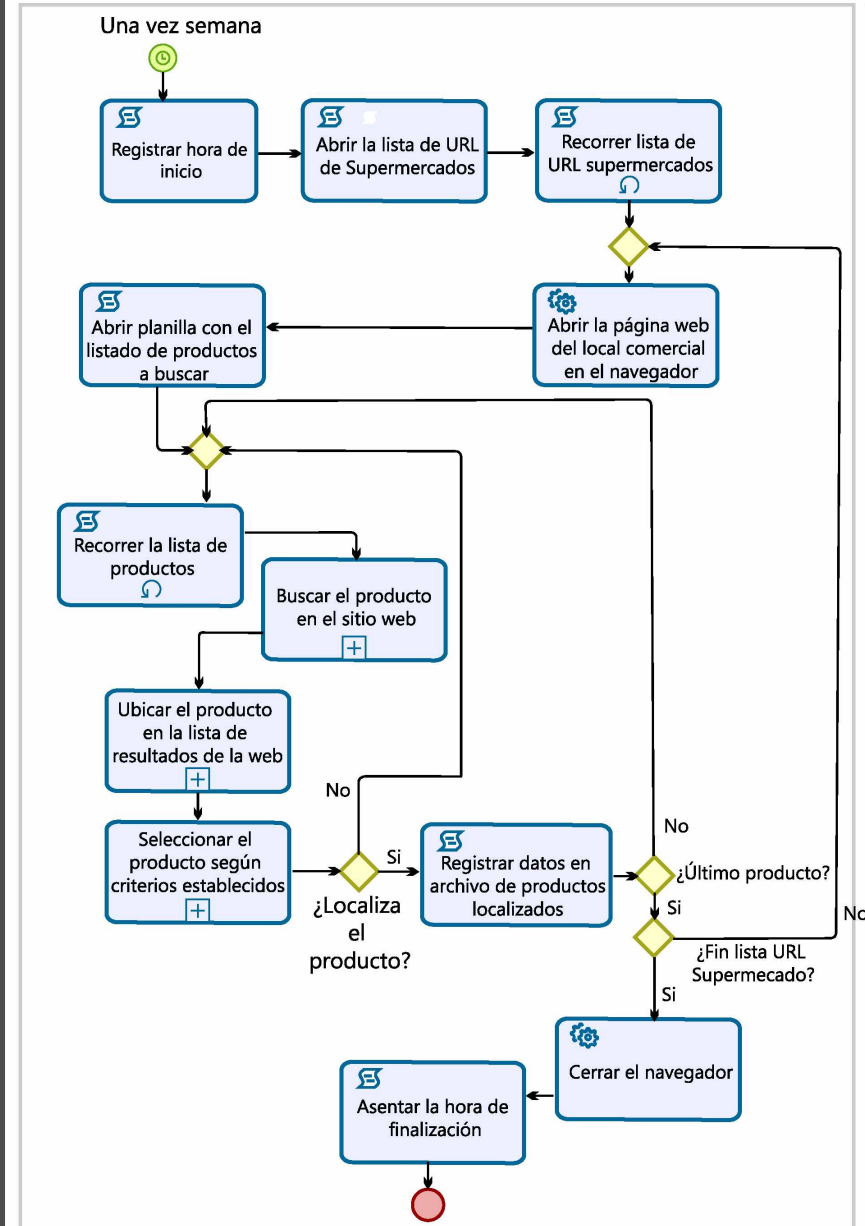 Una vez semana
Registrar hora de
inicio
Abrir la lista de URL
de Supermercados
Recorrer lista de
URL supermercados
Abrir planilla con el
listado de productos
a buscar
Abrir la página web
del local comercial
en el navegador
Recorrer la lista de
productos
Buscar el producto
en el sitio web
Ubicar el producto
en la lista de
resultados de la web
No
Seleccionar el
producto según
criterios establecidos
Si
¿Localiza
el
producto?
Registrar datos en
archivo de productos
localizados
No
¿Último producto?
Si
No
¿Fin lista URL
Supermecado?
Si
Cerrar el navegador
Asentar la hora de
finalización